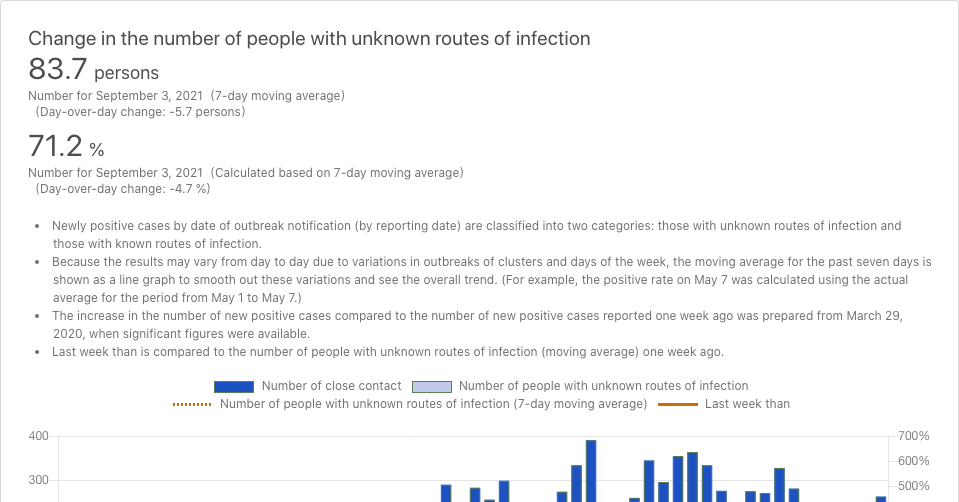 Change in the number of people with unknown routes of infection
83.7 persons
Number for September 3, 2021 (7-day moving average)
(Day-over-day change: -5.7 persons)
71.2 %
Number for September 3, 2021 (Calculated based on 7-day moving average)
(Day-over-day change: -4.7 %)
• Newly positive cases by date of outbreak notification (by reporting date) are classified into two categories: those with unknown routes of infection and
those with known routes of infection.
• Because the results may vary from day to day due to variations in outbreaks of clusters and days of the week, the moving average for the past seven days is
shown as a line graph to smooth out these variations and see the overall trend. (For example, the positive rate on May 7 was calculated using the actual
average for the period from May 1 to May 7.)
• The increase in the number of new positive cases compared to the number of new positive cases reported one week ago was prepared from March 29,
2020, when significant figures were available.
• Last week than is compared to the number of people with unknown routes of infection (moving average) one week ago.
Number of close contact Number of people with unknown routes of infection
Number of people with unknown routes of infection (7-day moving average) Last week than
400 700%
600%
300 500%